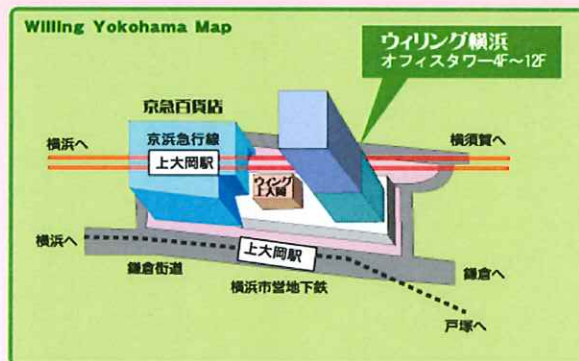 Willing Yokohama Map
ウィリング横浜
オフィスタワー4F〜12F
京急百貨店
京浜急行線
横浜へ
上大岡駅
横須賀へ
ウィング
上大岡
横浜へ
上大岡駅
鎌倉街道
横浜市営地下鉄
鎌倉へ
戸塚へ